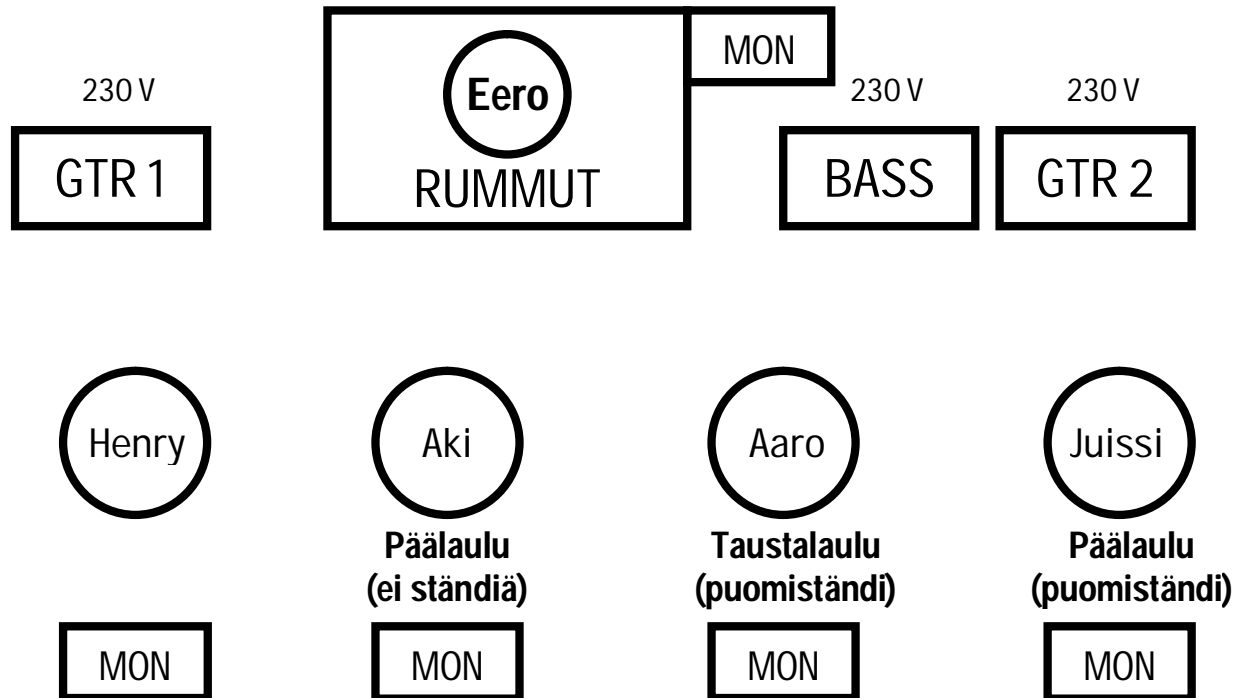 MON
230 V
Eero
230 V
230 V
GTR 1
RUMMUT
BASS
GTR 2
Henry
Aki
Aaro
Juissi
Päälaulu
(ei ständiä)
Taustalaulu
(puomiständi)
Päälaulu
(puomiständi)
MON
MON
MON
MON